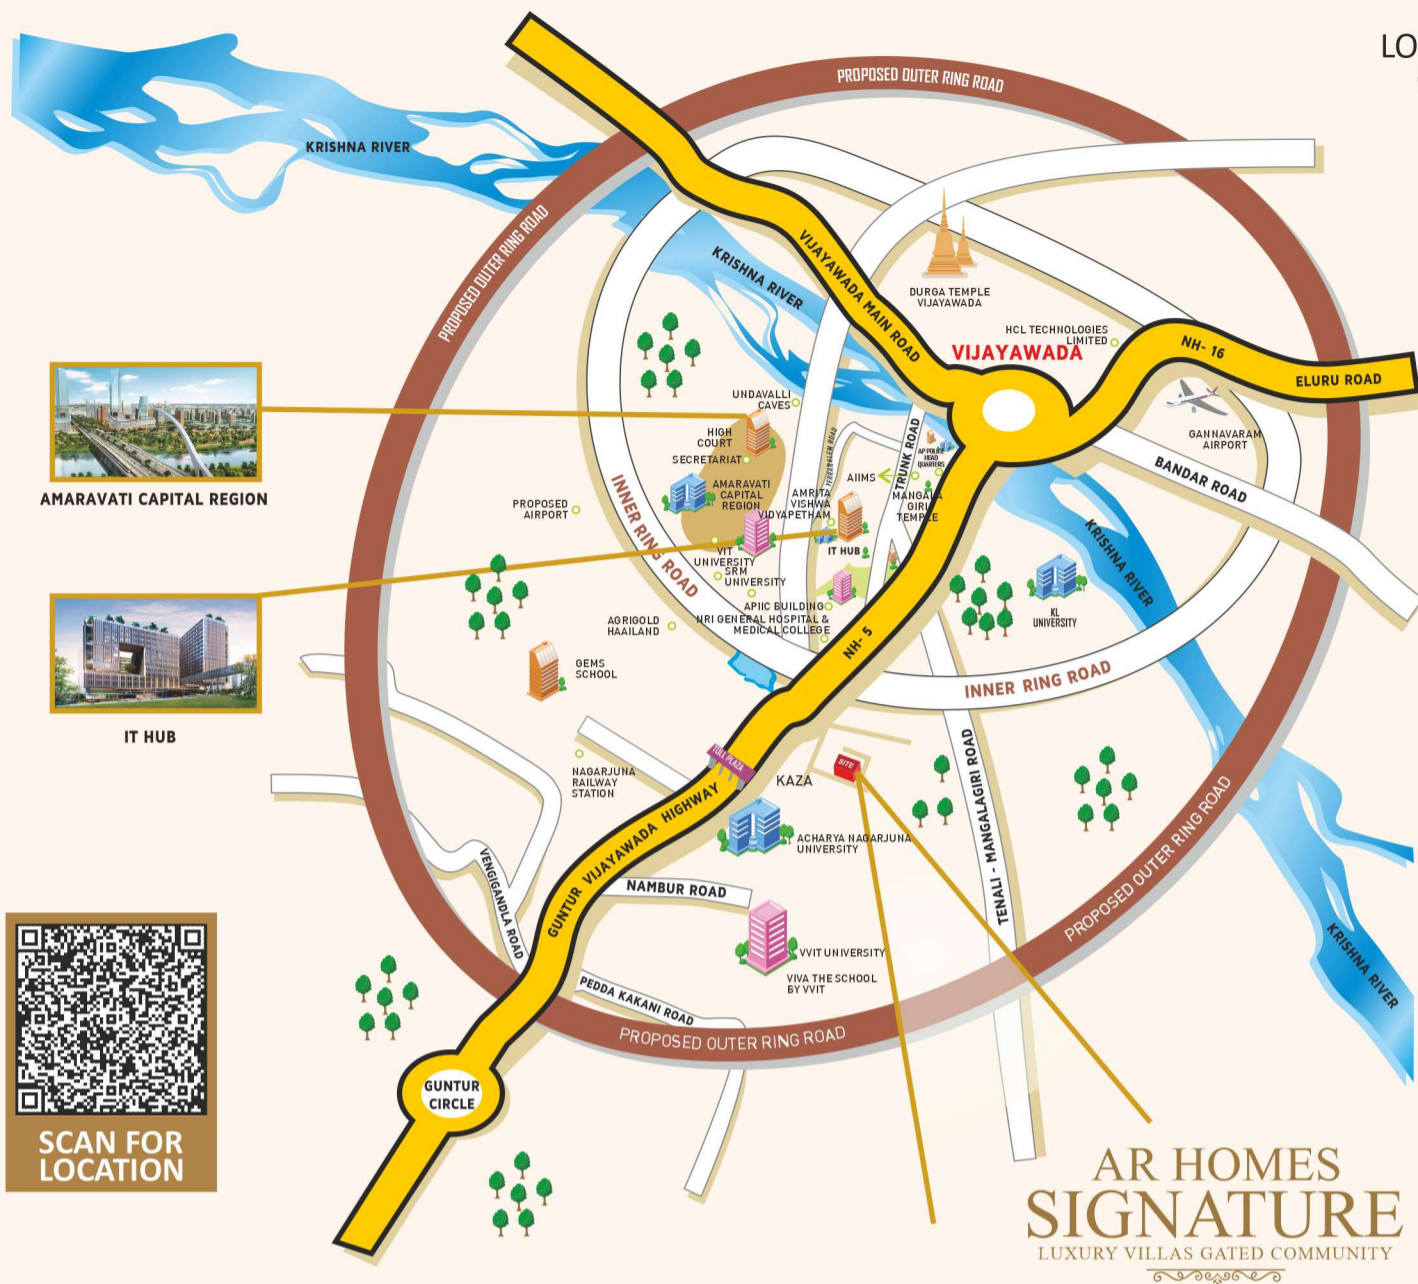 LO
PROPOSED OUTER RING ROAD
KRISHNA RIVER
PROPOSED OUTER RING ROAD
KRISHNA RIVER
VIJAYAWADA MAIN ROAD
DURGA TEMPLE
VIJAYAWADA
HCL TECHNOLOGIES
LIMITED
VIJAYAWADA
NH- 16
ELURU ROAD
GANNAVARAM
AIRPORT
BANDAR ROAD
UNDAVALLI
CAVES
HIGH
COURT
SECRETARIAT
AMARAVATI
CAPITAL
REGION
AMARAVATI CAPITAL REGION
PROPOSED
AIRPORT
INNER RING ROAD
TRUNK ROAD
AP POLICE
HEAD
QUARTERS
AIIMS
MANGALA
GIRI
TEMPLE
AMRITA
VISHWA
VIDYAPETHAM
IT HUB
VIT
UNIVERSITY
SRM
UNIVERSITY
APIIC BUILDING
NRI GENERAL HOSPITAL &
MEDICAL COLLEGE
KRISHNA RIVER
KL
UNIVERSITY
AGRIGOLD
HAAILAND
GEMS
SCHOOL
NH- 5
INNER RING ROAD
IT HUB
NAGARJUNA
RAILWAY
STATION
TOLL PLAZA
KAZA
SITE
TENALI - MANGALAGIRI ROAD
GUNTUR VIJAYAWADA HIGHWAY
ACHARYA NAGARJUNA
UNIVERSITY
PROPOSED OUTER RING ROAD
VENGIGANDLA ROAD
NAMBUR ROAD
VVIT UNIVERSITY
VIVA THE SCHOOL
BY VVIT
KRISHNA RIVER
PEDDA KAKANI ROAD
PROPOSED OUTER RING ROAD
GUNTUR
CIRCLE
SCAN FOR
LOCATION
AR HOMES
SIGNATURE
LUXURY VILLAS GATED COMMUNITY